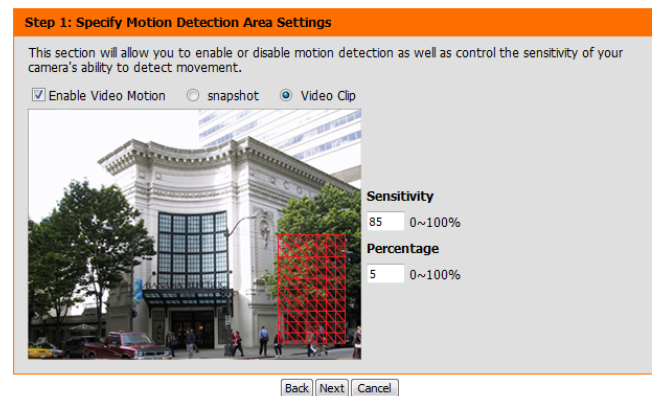 Step 1: Specify Motion Detection Area Settings
This section will allow you to enable or disable motion detection as well as control the sensitivity of your
camera's ability to detect movement.
Enable Video Motion snapshot Video Clip
Sensitivity
85 0~100%
Percentage
5 0~100%
Back Next Cancel